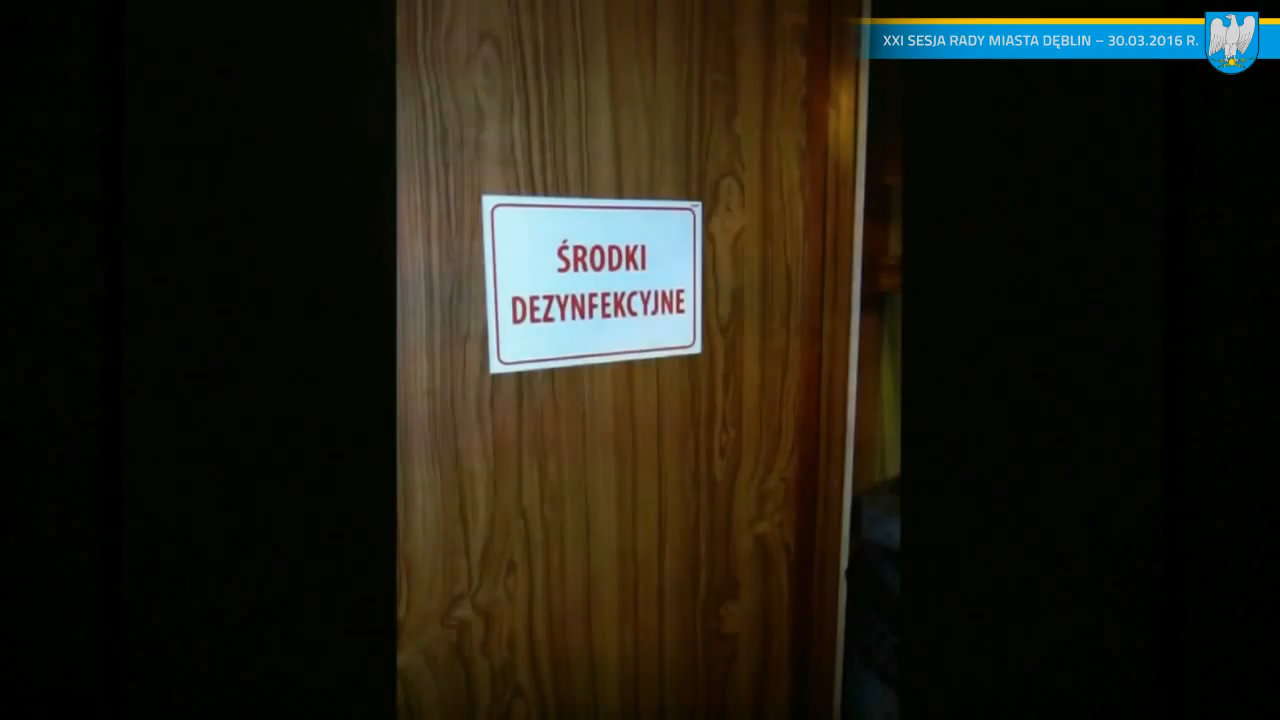 XXI SESJA RADY MIASTA DĘBLIN – 30.03.2016 R.
ŚRODKI
DEZYNFEKCYJNE